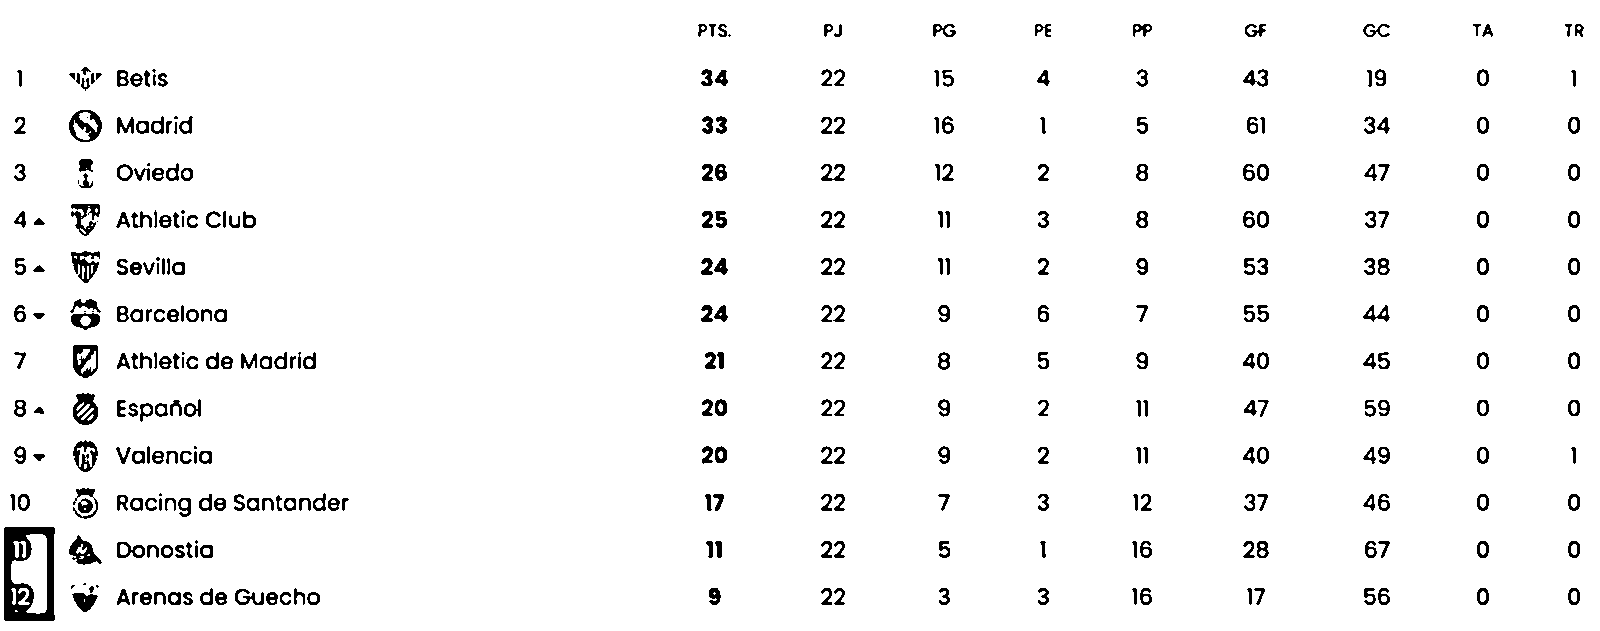 PTS. PJ PG PE PP GF GC TA TR
1 Betis 34 22 15 4 3 43 19 0 1
2 Madrid 33 22 16 1 5 61 34 0 0
3 Oviedo 26 22 12 2 8 60 47 0 0
4 Athletic Club 25 22 11 3 8 60 37 0 0
5 Sevilla 24 22 11 2 9 53 38 0 0
6 Barcelona 24 22 9 6 7 55 44 0 0
7 Athletic de Madrid 21 22 8 5 9 40 45 0 0
8 Español 20 22 9 2 11 47 59 0 0
9 Valencia 20 22 9 2 11 40 49 0 1
10 Racing de Santander 17 22 7 3 12 37 46 0 0
11 Donostia 11 22 5 1 16 28 67 0 0
12 Arenas de Guecho 9 22 3 3 16 17 56 0 0